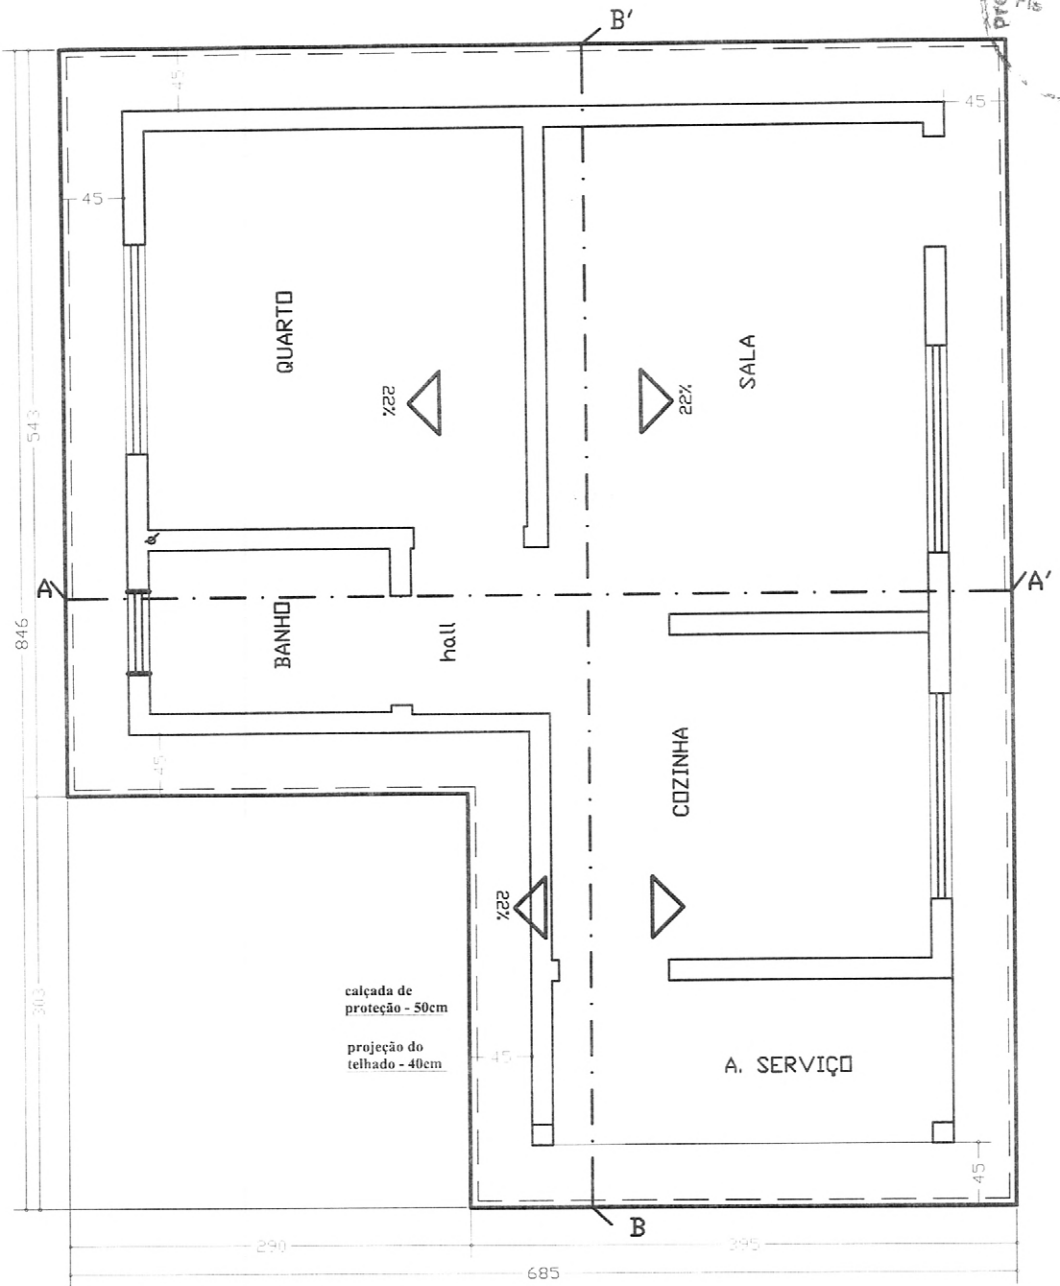 B'
45
45
45
QUARTO
SALA
22%
22%
543
A
A'
846
BANHO
hall
45
COZINHA
22%
303
calçada de
proteção - 50cm
projeção do
telhado - 40cm
45
A. SERVIÇO
45
B
290
395
685